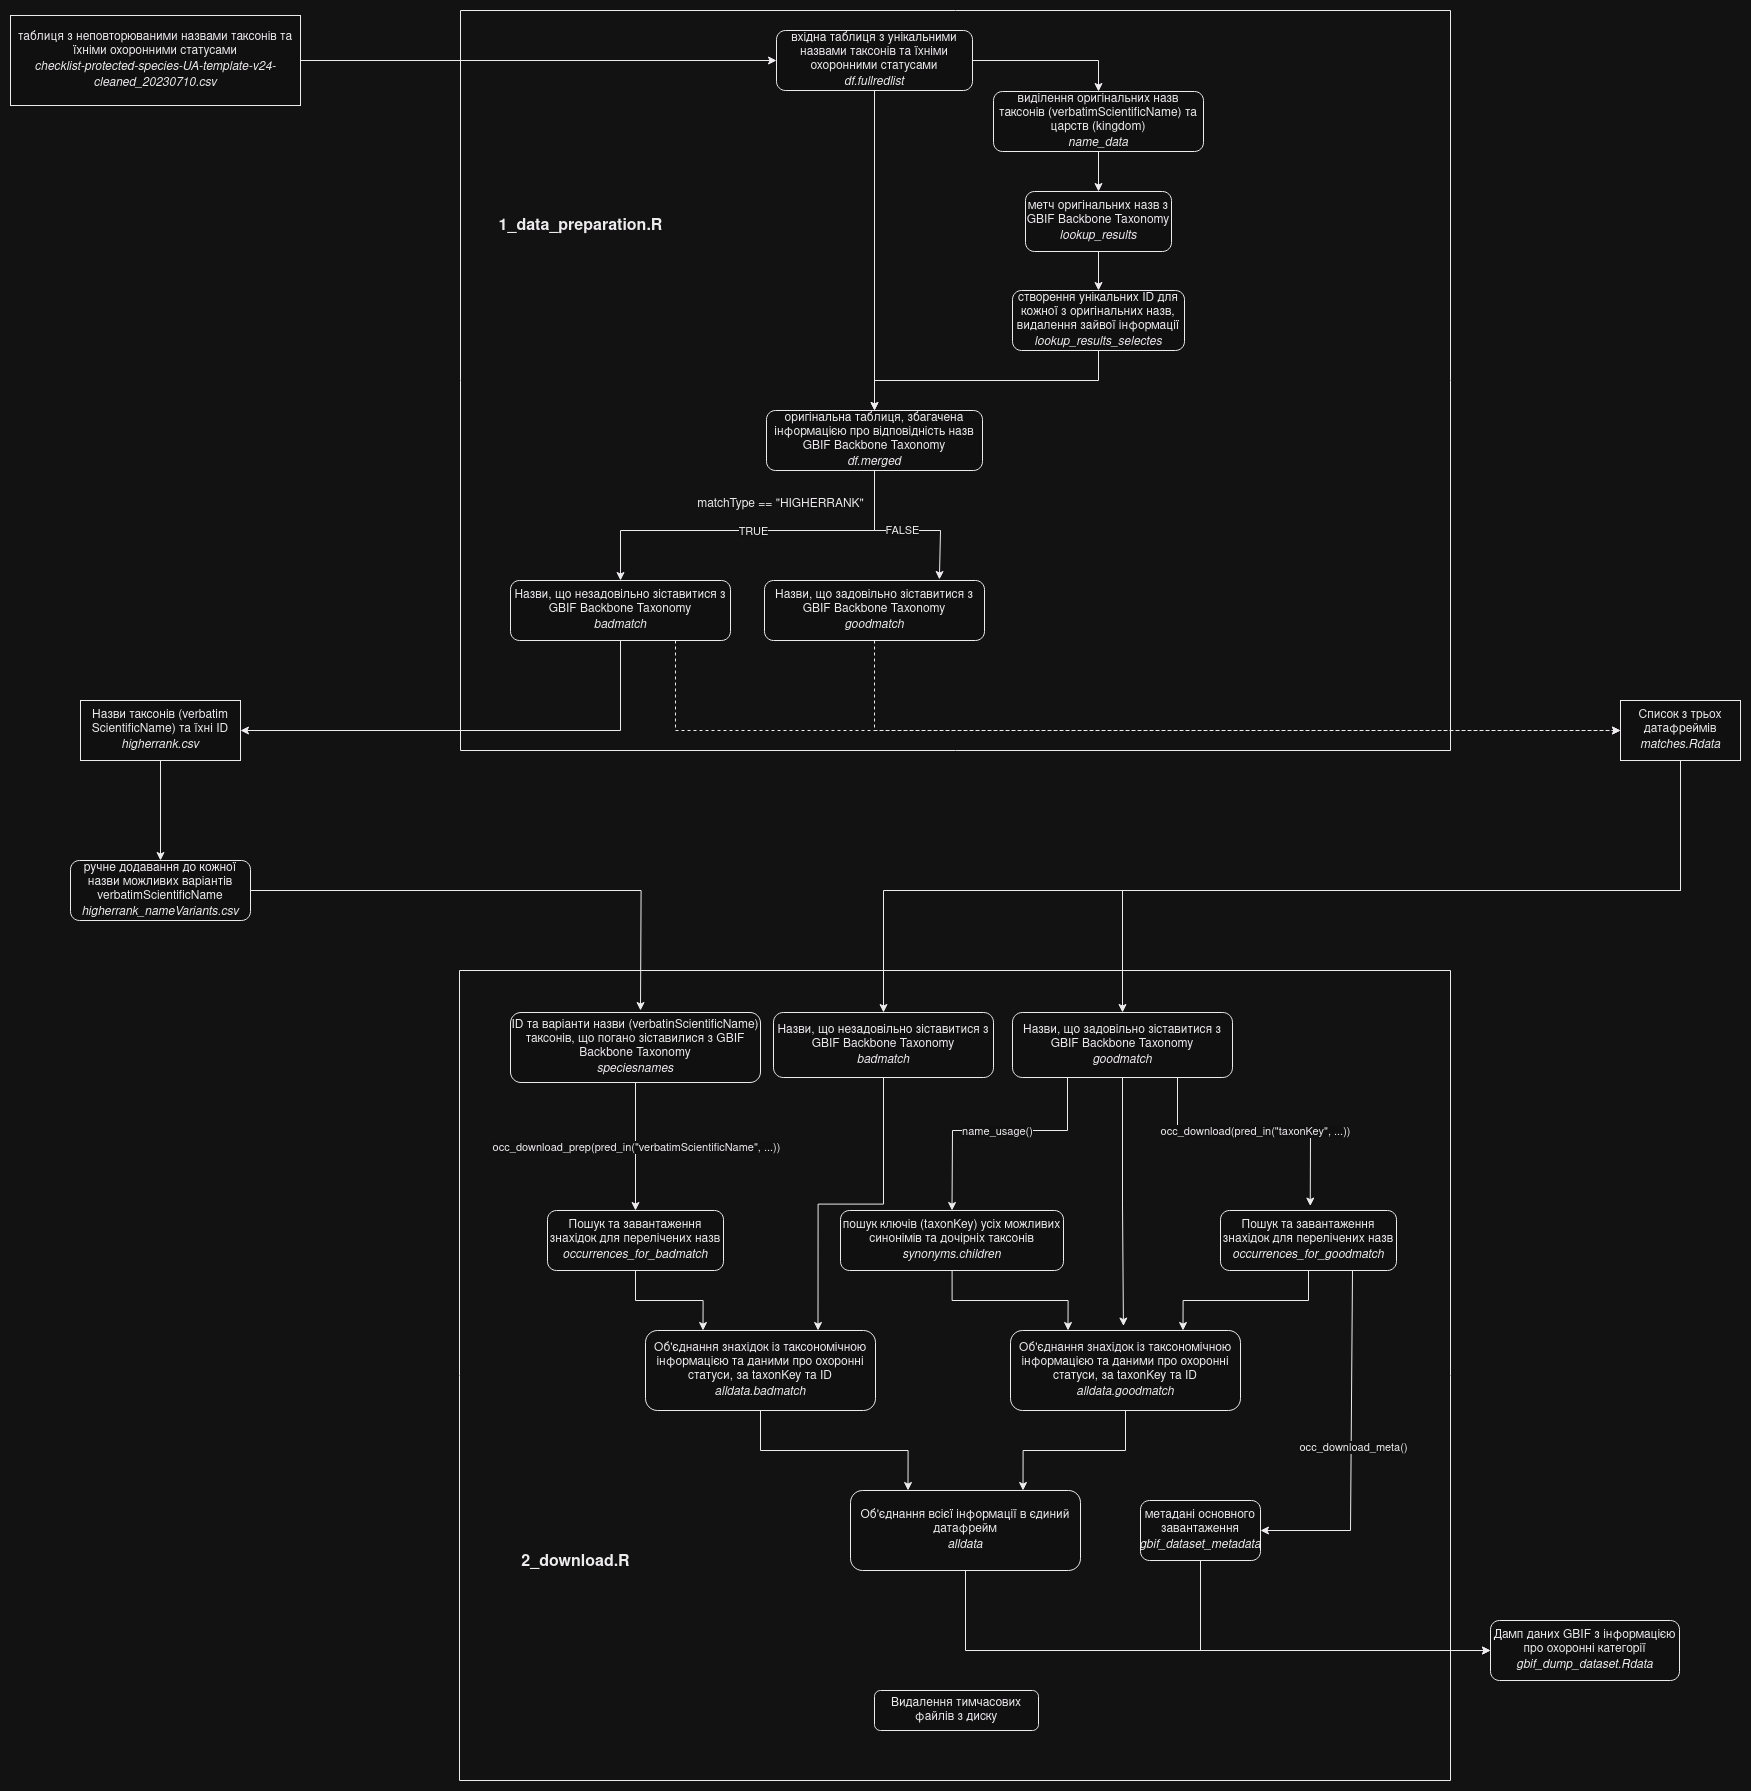 таблиця з неповторюваними назвами таксонів та
їхніми охоронними статусами
checklist-protected-species-UA-template-v24-
cleaned_20230710.csv
вхідна таблиця з унікальними
назвами таксонів та їхніми
охоронними статусами
df.fullredlist
виділення оригінальних назв
таксонів (verbatimScientificName) та
царств (kingdom)
name_data
1_data_preparation.R
метч оригінальних назв з
GBIF Backbone Taxonomy
lookup_results
створення унікальних ID для
кожної з оригінальних назв,
видалення зайвої інформації
lookup_results_selectes
оригінальна таблиця, збагачена
інформацією про відповідність назв
GBIF Backbone Taxonomy
df.merged
matchType == "HIGHERRANK"
TRUE
FALSE
Назви, що незадовільно зіставитися з
GBIF Backbone Taxonomy
badmatch
Назви, що задовільно зіставитися з
GBIF Backbone Taxonomy
goodmatch
Назви таксонів (verbatim
ScientificName) та їхні ID
higherrank.csv
Список з трьох
датафреймів
matches.Rdata
ручне додавання до кожної
назви можливих варіантів
verbatimScientificName
higherrank_nameVariants.csv
ID та варіанти назви (verbatinScientificName)
таксонів, що погано зіставилися з GBIF
Backbone Taxonomy
speciesnames
Назви, що незадовільно зіставитися з
GBIF Backbone Taxonomy
badmatch
Назви, що задовільно зіставитися з
GBIF Backbone Taxonomy
goodmatch
occ_download_prep(pred_in("verbatimScientificName", ...))
name_usage()
occ_download(pred_in("taxonKey", ...))
Пошук та завантаження
знахідок для перелічених назв
occurrences_for_badmatch
пошук ключів (taxonKey) усіх можливих
синонімів та дочірніх таксонів
synonyms.children
Пошук та завантаження
знахідок для перелічених назв
occurrences_for_goodmatch
Об'єднання знахідок із таксономічною
інформацією та даними про охоронні
статуси, за taxonKey та ID
alldata.badmatch
Об'єднання знахідок із таксономічною
інформацією та даними про охоронні
статуси, за taxonKey та ID
alldata.goodmatch
occ_download_meta()
Об'єднання всієї інформації в єдиний
датафрейм
alldata
метадані основного
завантаження
gbif_dataset_metadata
2_download.R
Дамп даних GBIF з інформацією
про охоронні категорії
gbif_dump_dataset.Rdata
Видалення тимчасових
файлів з диску